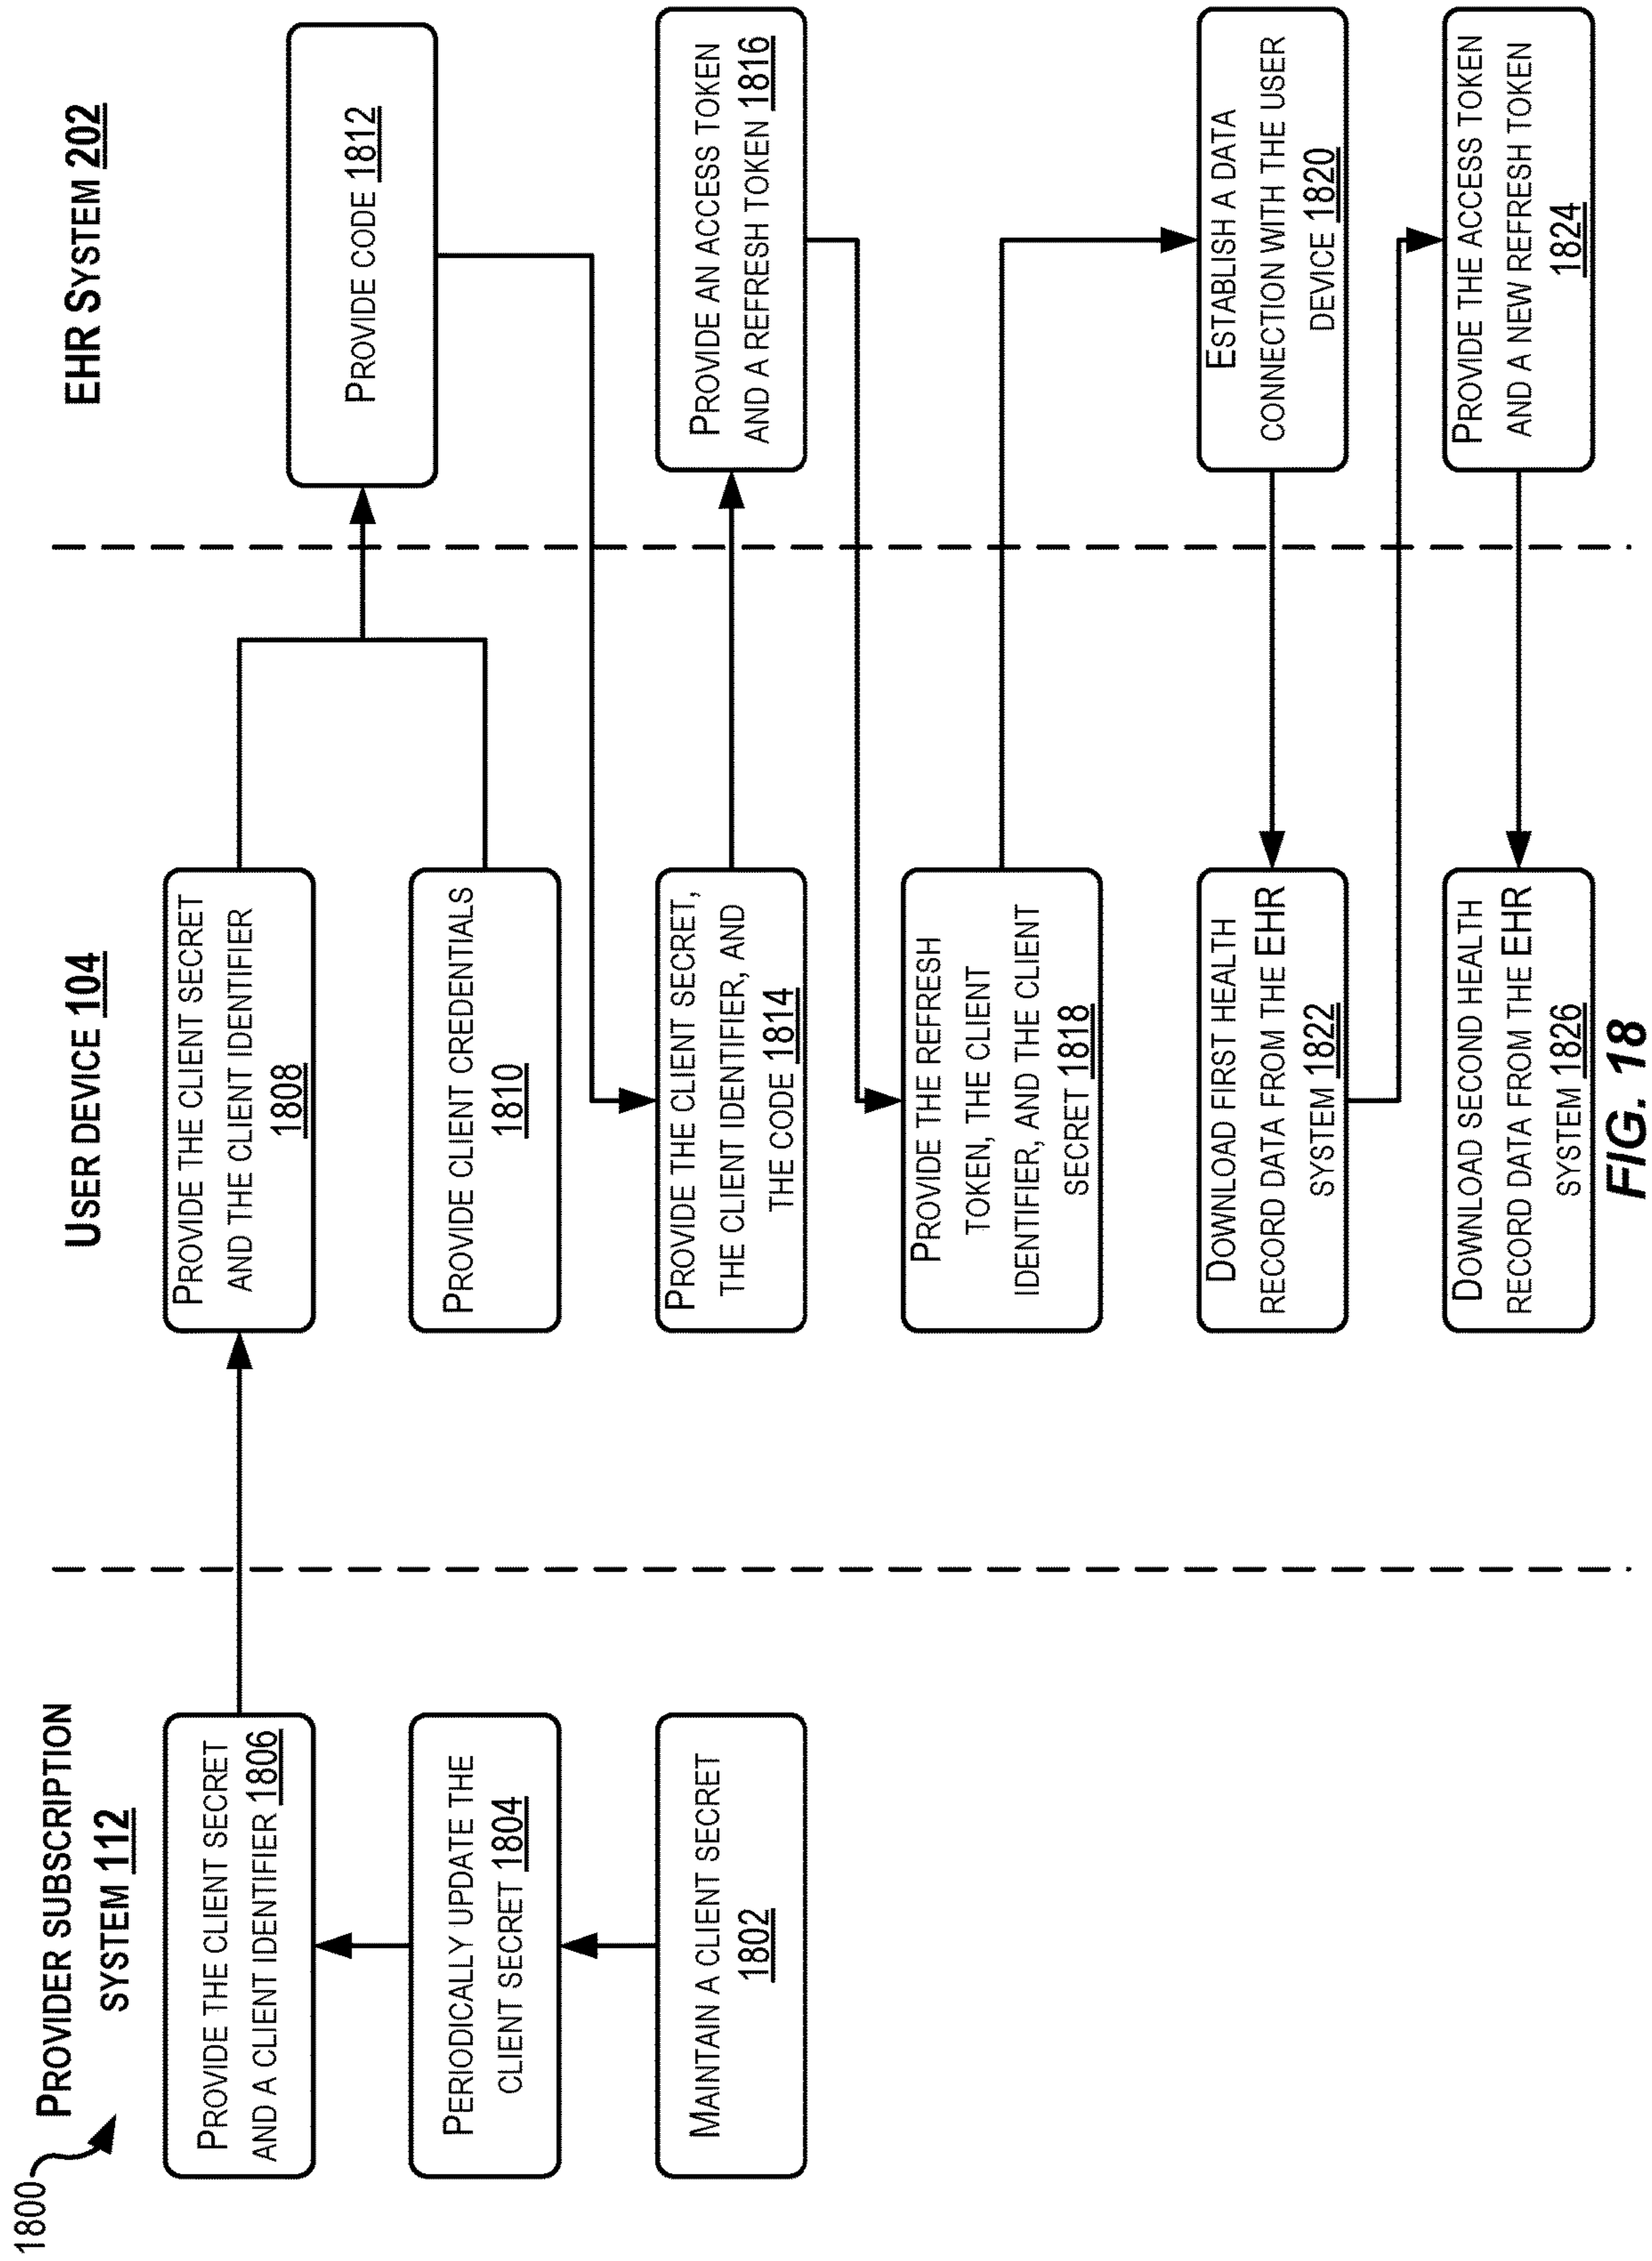 1800
PROVIDER SUBSCRIPTION
SYSTEM 112
USER DEVICE 104
EHR SYSTEM 202
PROVIDE THE CLIENT SECRET
AND A CLIENT IDENTIFIER 1806
PERIODICALLY UPDATE THE
CLIENT SECRET 1804
MAINTAIN A CLIENT SECRET
1802
PROVIDE THE CLIENT SECRET
AND THE CLIENT IDENTIFIER
1808
PROVIDE CLIENT CREDENTIALS
1810
PROVIDE CODE 1812
PROVIDE THE CLIENT SECRET,
THE CLIENT IDENTIFIER, AND
THE CODE 1814
PROVIDE AN ACCESS TOKEN
AND A REFRESH TOKEN 1816
PROVIDE THE REFRESH
TOKEN, THE CLIENT
IDENTIFIER, AND THE CLIENT
SECRET 1818
ESTABLISH A DATA
CONNECTION WITH THE USER
DEVICE 1820
DOWNLOAD FIRST HEALTH
RECORD DATA FROM THE EHR
SYSTEM 1822
PROVIDE THE ACCESS TOKEN
AND A NEW REFRESH TOKEN
1824
DOWNLOAD SECOND HEALTH
RECORD DATA FROM THE EHR
SYSTEM 1826
FIG. 18